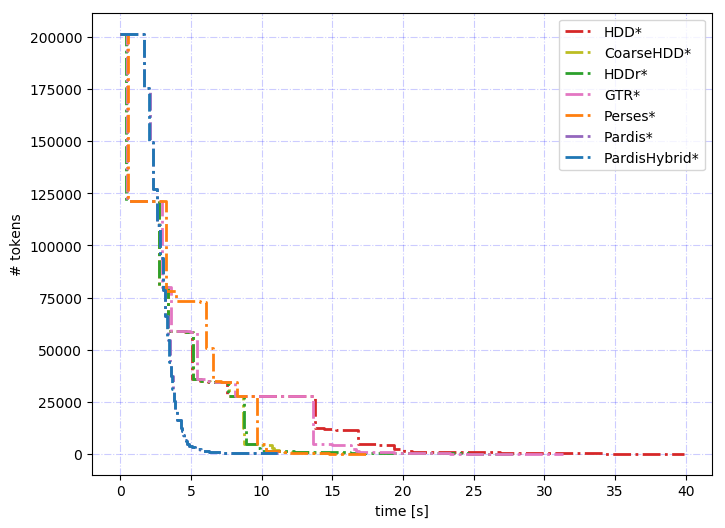 200000
175000
150000
125000
100000
75000
50000
25000
0
# tokens
0 5 10 15 20 25 30 35 40
time [s]
HDD*
CoarseHDD*
HDDr*
GTR*
Perses*
Pardis*
PardisHybrid*